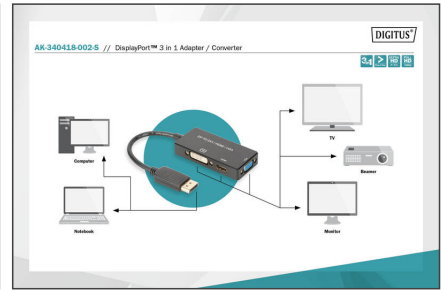 DIGITUS®
AK-340418-002-S // DisplayPort™ 3 in 1 Adapter / Converter
TV
Computer
Beamer
Notebook
Monitor